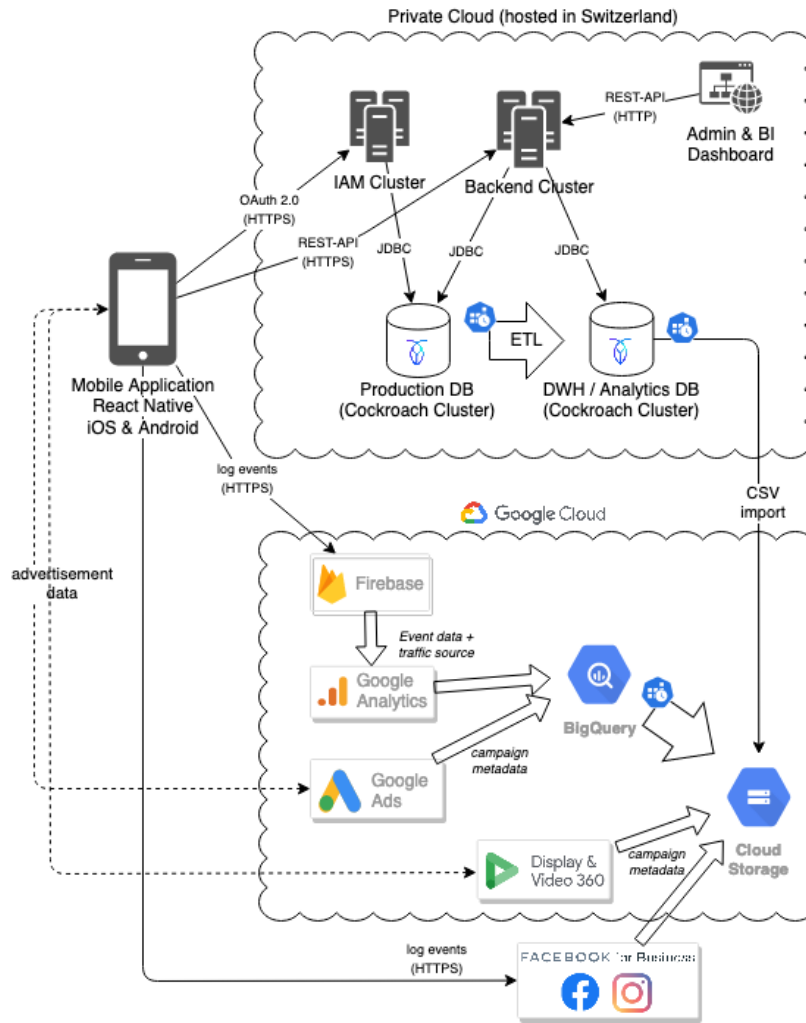 Private Cloud (hosted in Switzerland)
REST-API
(HTTP)
Admin & BI
Dashboard
IAM Cluster
Backend Cluster
OAuth 2.0
(HTTPS)
REST-API
(HTTPS)
JDBC
JDBC
JDBC
ETL
Mobile Application
React Native
iOS & Android
Production DB
(Cockroach Cluster)
DWH / Analytics DB
(Cockroach Cluster)
log events
(HTTPS)
CSV
import
Google Cloud
advertisement
data
Firebase
Event data +
traffic source
Google
Analytics
BigQuery
campaign
metadata
Google
Ads
Display &
Video 360
campaign
metadata
Cloud
Storage
log events
(HTTPS)
FACEBOOK for Business